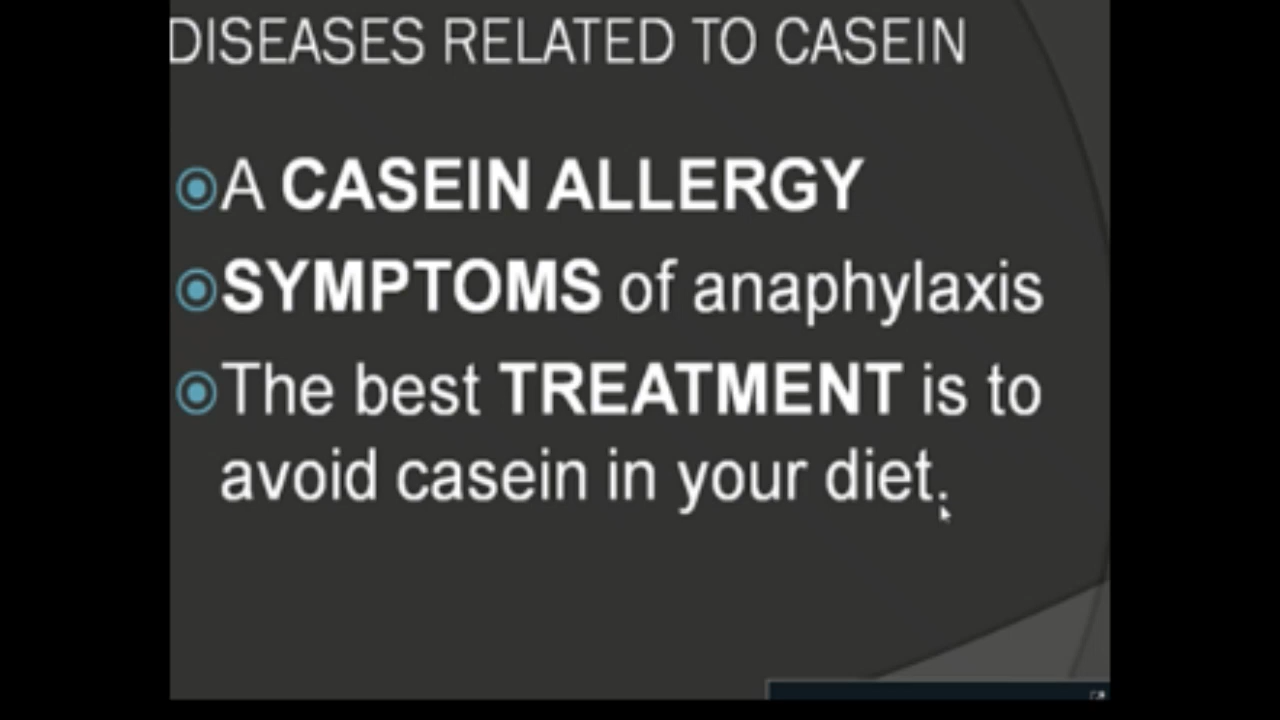 DISEASES RELATED TO CASEIN
A CASEIN ALLERGY
SYMPTOMS of anaphylaxis
The best TREATMENT is to
avoid casein in your diet.